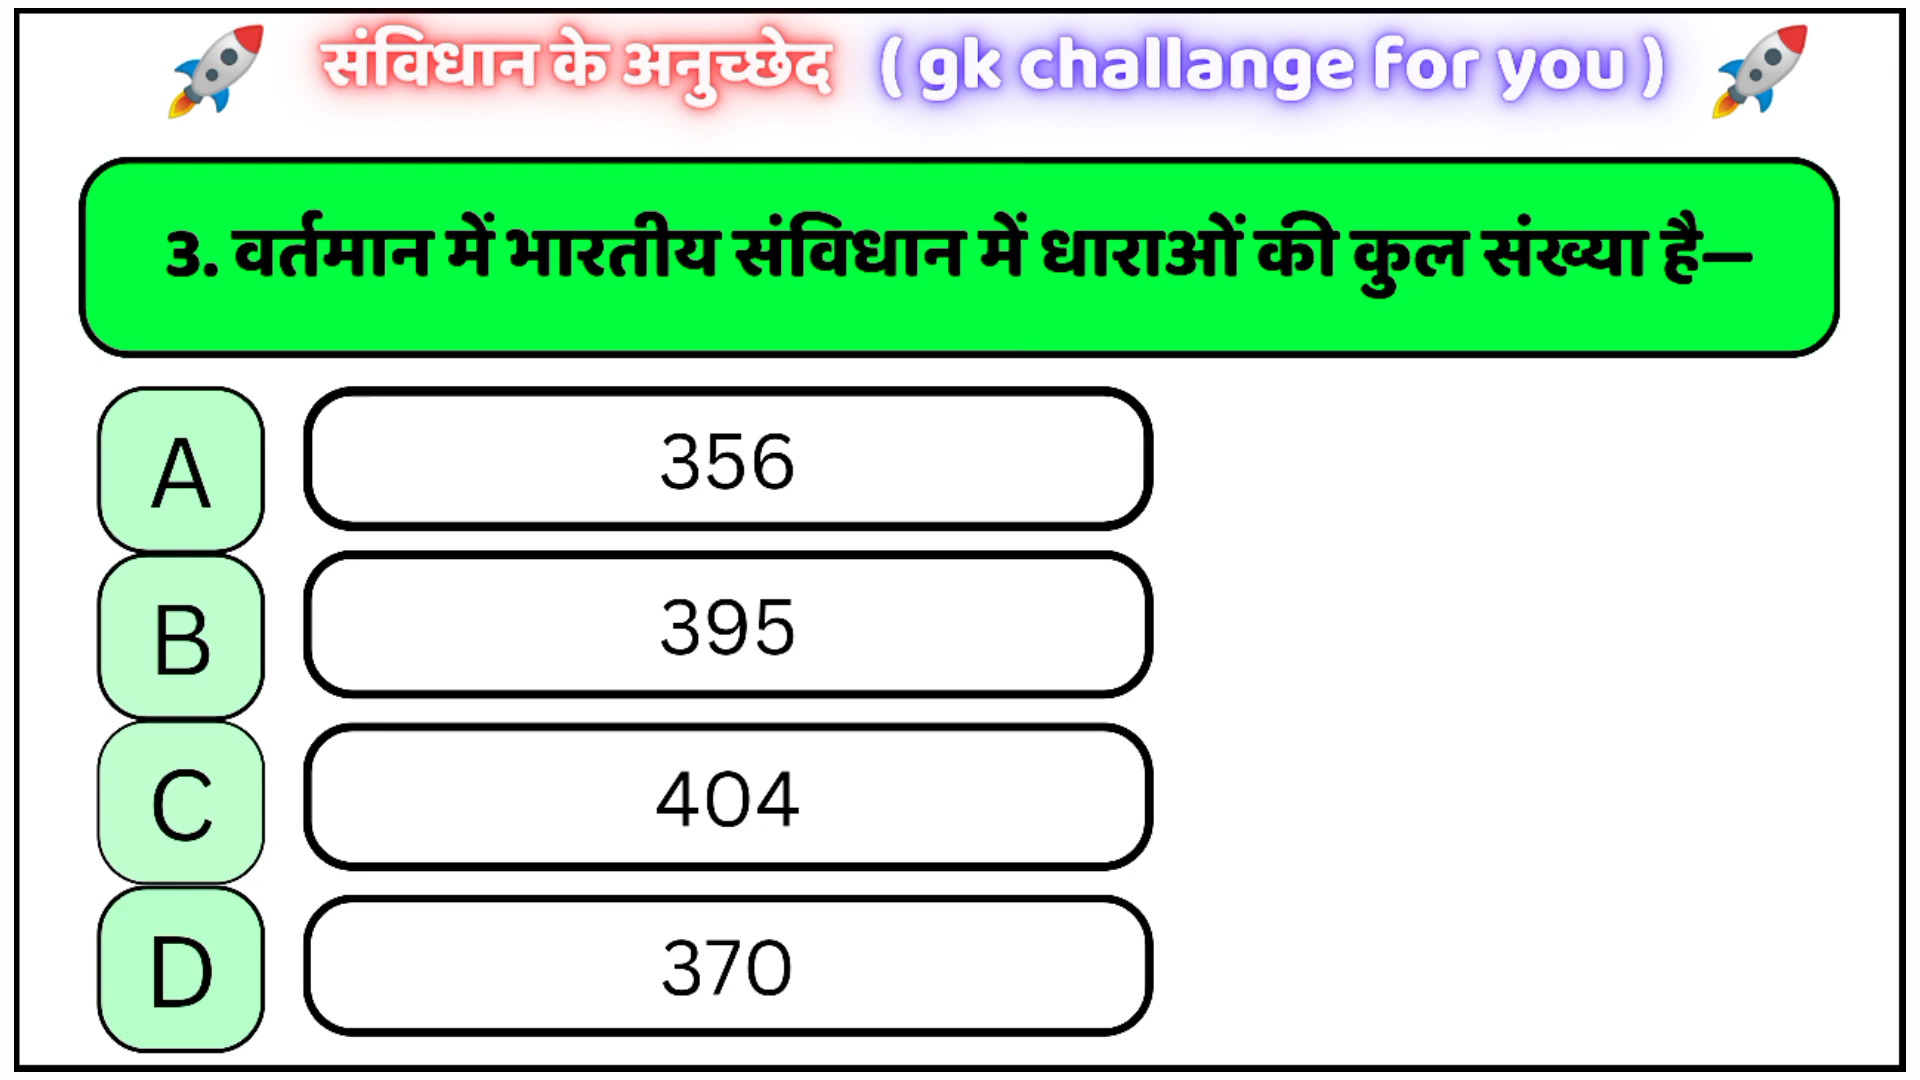 संविधान के अनुच्छेद ( gk challange for you )
3. वर्तमान में भारतीय संविधान में धाराओं की कुल संख्या है—
A 356
B 395
C 404
D 370